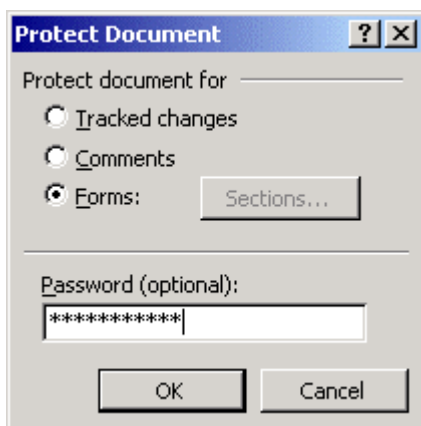 Protect Document
Protect document for
Tracked changes
Comments
Forms: Sections...
Password (optional):
***********
OK Cancel